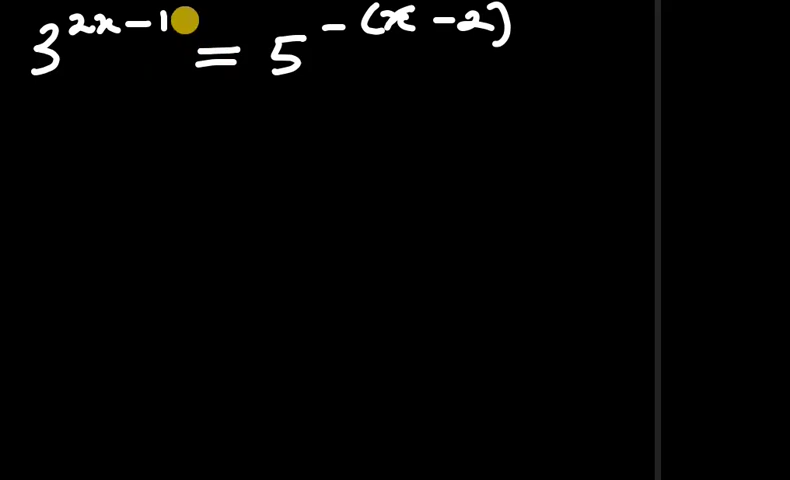 3^{2x-1} = 5^{-(x-2)}